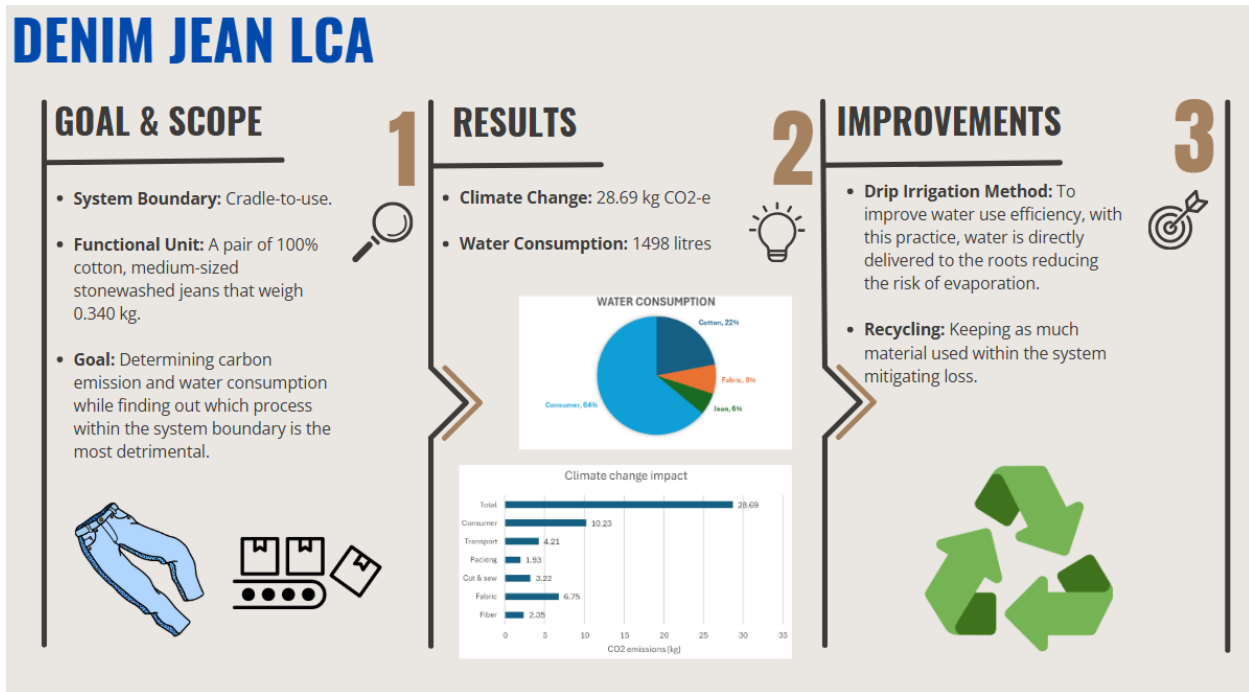 DENIM JEAN LCA
GOAL & SCOPE
1
• System Boundary: Cradle-to-use.
• Functional Unit: A pair of 100%
cotton, medium-sized
stonewashed jeans that weigh
0.340 kg.
• Goal: Determining carbon
emission and water consumption
while finding out which process
within the system boundary is the
most detrimental.
RESULTS
2
• Climate Change: 28.69 kg CO2-e
• Water Consumption: 1498 litres
WATER CONSUMPTION
Cotton, 22%
Fabric, 8%
Jean, 6%
Consumer, 64%
Climate change impact
Total 28.69
Consumer 10.23
Transport 4.21
Packing 1.93
Cut & sew 3.22
Fabric 6.75
Fiber 2.35
0 5 10 15 20 25 30 35
CO2 emissions (kg)
IMPROVEMENTS
3
• Drip Irrigation Method: To
improve water use efficiency, with
this practice, water is directly
delivered to the roots reducing
the risk of evaporation.
• Recycling: Keeping as much
material used within the system
mitigating loss.